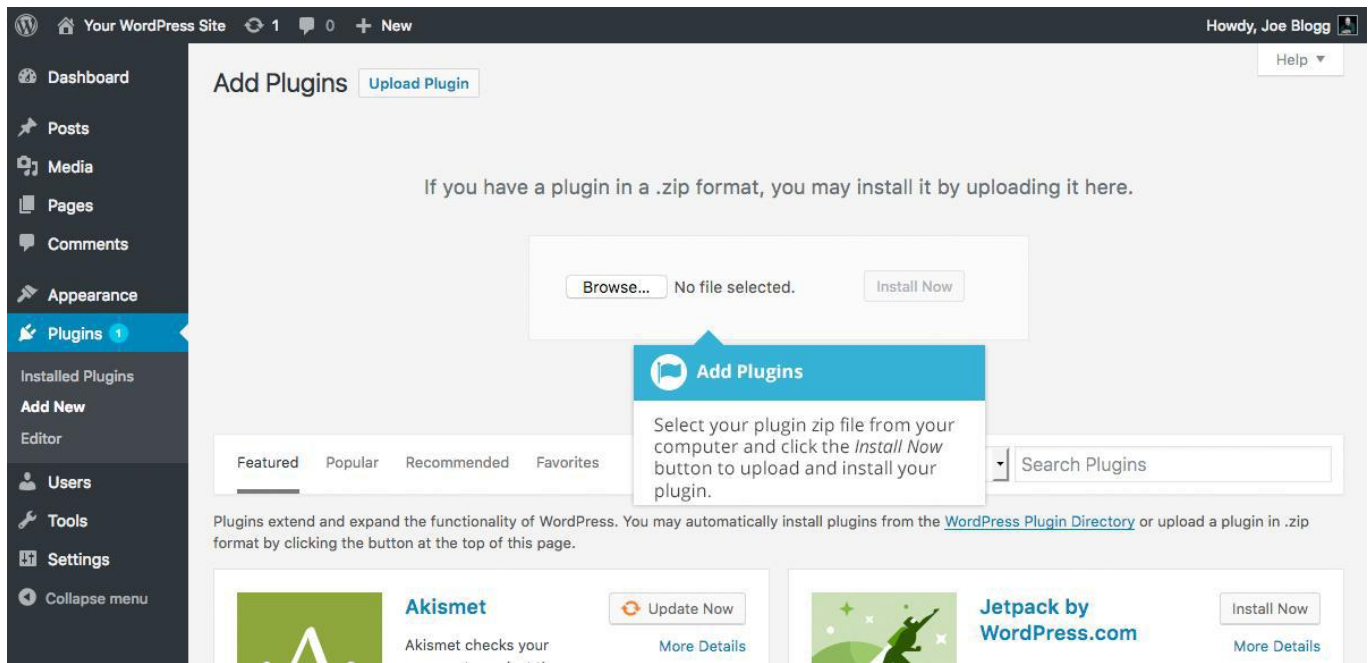 Your WordPress Site 1 0 New Howdy, Joe Blogg
Help
Dashboard
Posts
Media
Pages
Comments
Appearance
Plugins 1
Installed Plugins
Add New
Editor
Users
Tools
Settings
Collapse menu
Add Plugins Upload Plugin
If you have a plugin in a .zip format, you may install it by uploading it here.
Browse... No file selected. Install Now
Add Plugins
Select your plugin zip file from your
computer and click the Install Now
button to upload and install your
plugin.
Featured Popular Recommended Favorites Search Plugins
Plugins extend and expand the functionality of WordPress. You may automatically install plugins from the WordPress Plugin Directory or upload a plugin in .zip
format by clicking the button at the top of this page.
Akismet Update Now
Akismet checks your More Details
Jetpack by Install Now
WordPress.com More Details